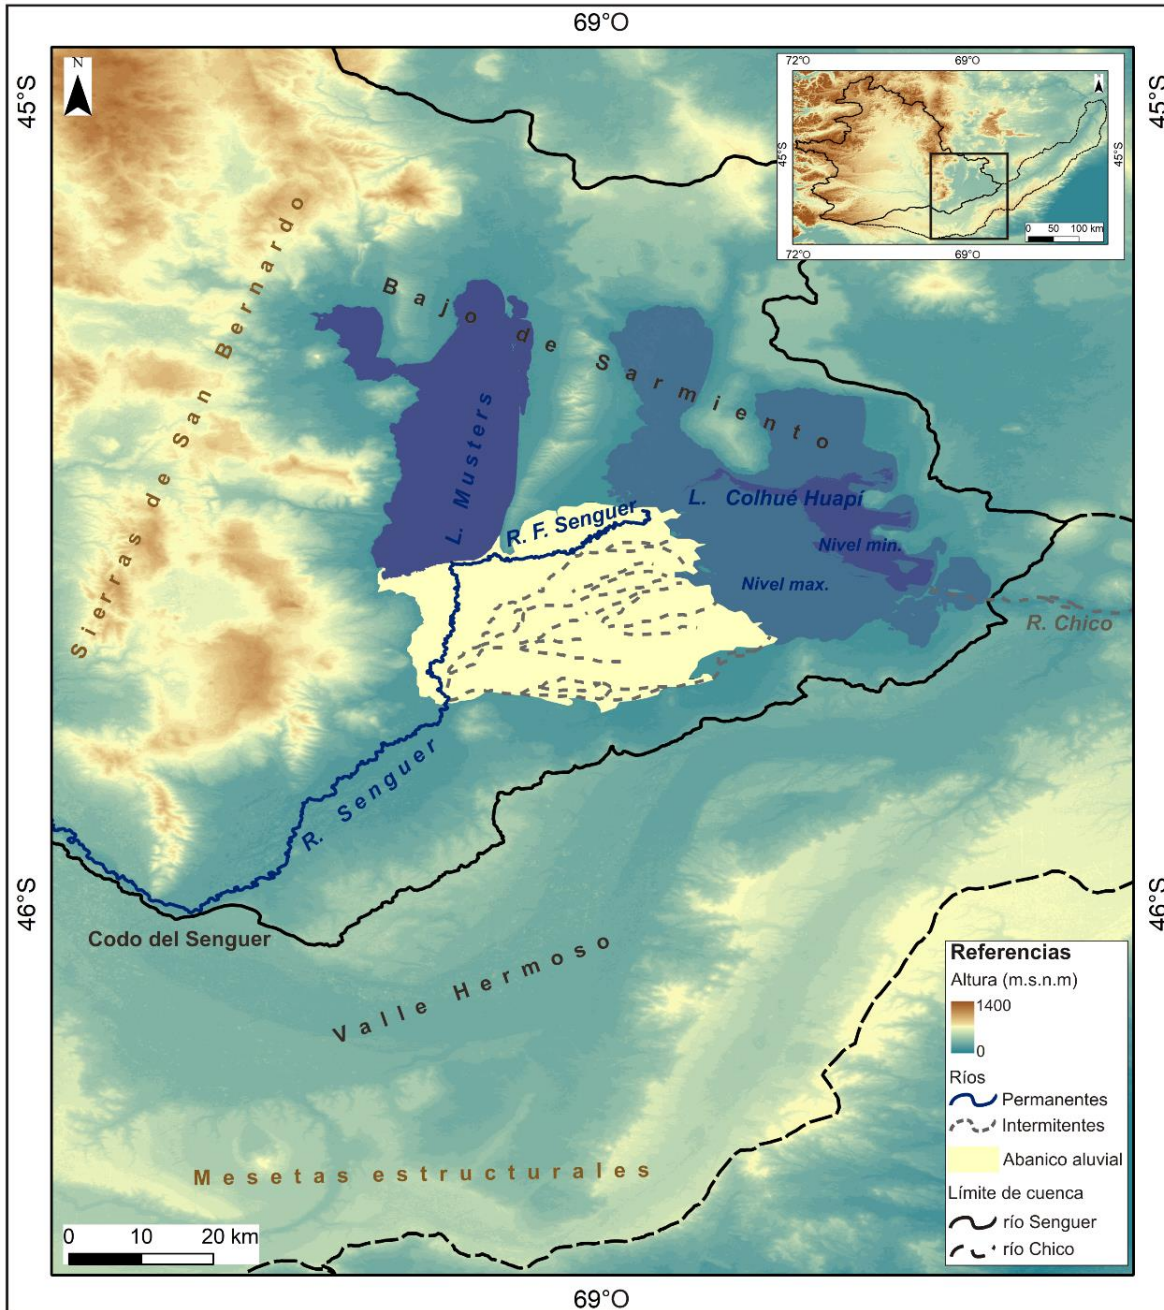 69°O
45°S
45°S
N
72°O
69°O
N
45°S
45°S
0 50 100 km
72°O
69°O
Sierras de San Bernardo
Bajo de Sarmiento
L. Musters
L. Colhué Huapí
R. F. Senguer
Nivel min.
Nivel max.
R. Chico
R. Senguer
46°S
46°S
Codo del Senguer
Valle Hermoso
Mesetas estructurales
Referencias
Altura (m.s.n.m)
1400
0
Ríos
Permanentes
Intermitentes
Abanico aluvial
Límite de cuenca
río Senguer
río Chico
0 10 20 km
69°O